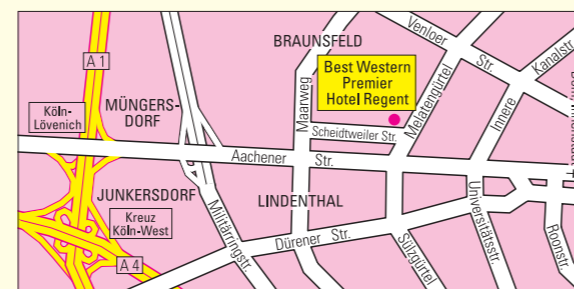 BRAUNSFELD
Venloer
Str.
Kanalstr.
Innere
A 1
Best Western
Premier
Hotel Regent
Maarweg
Melatengürtel
Köln-
Lövenich
MÜNGERS-
DORF
Scheidtweiler Str.
Aachener Str.
JUNKERSDORF
LINDENTHAL
Kreuz
Köln-West
Militärringstr.
Universitätsstr.
Dürener Str.
Sülzgürtel
Roonstr.
A 4